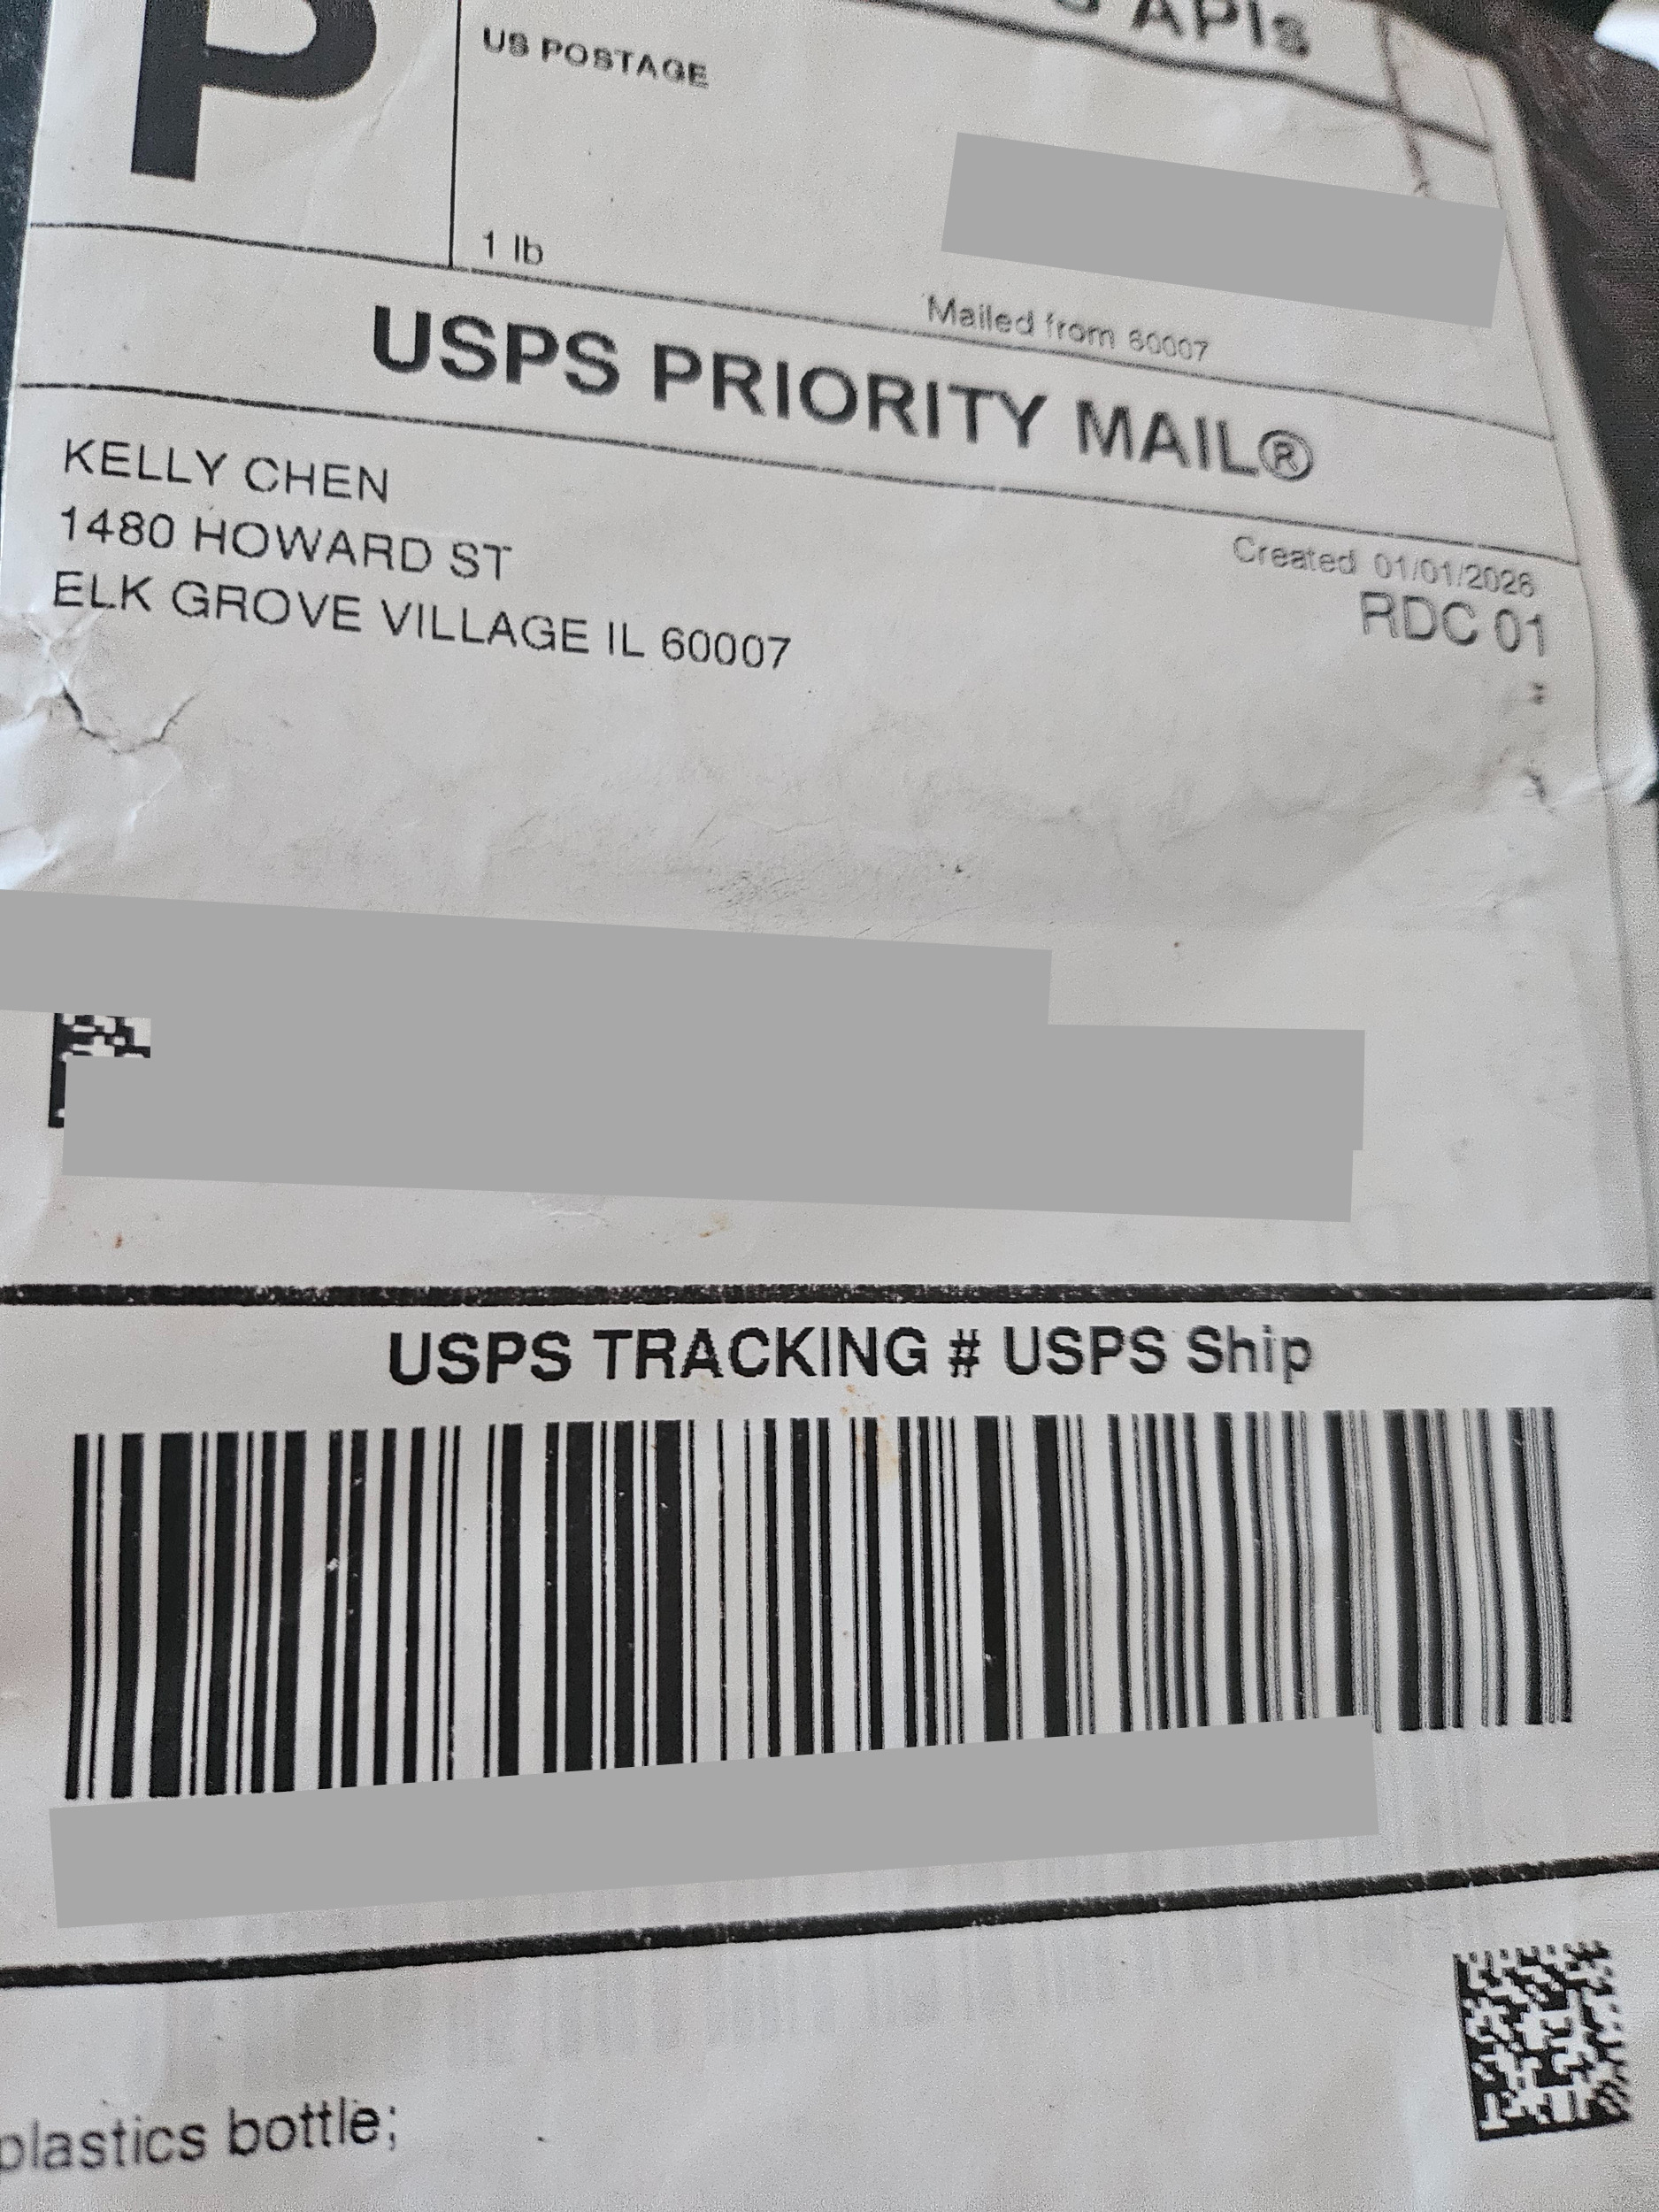 P
US POSTAGE
APIs
1 lb
Mailed from 60007
USPS PRIORITY MAIL®
KELLY CHEN
1480 HOWARD ST
ELK GROVE VILLAGE IL 60007
Created 01/01/2026
RDC 01
USPS TRACKING # USPS Ship
plastics bottle;